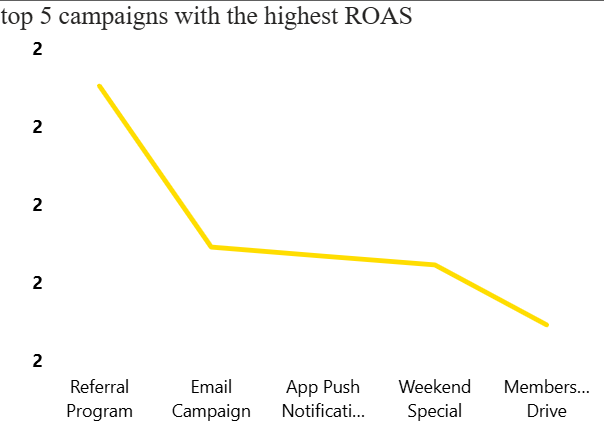 top 5 campaigns with the highest ROAS
2
2
2
2
2
Referral Email App Push Weekend Members...
Program Campaign Notificati... Special Drive